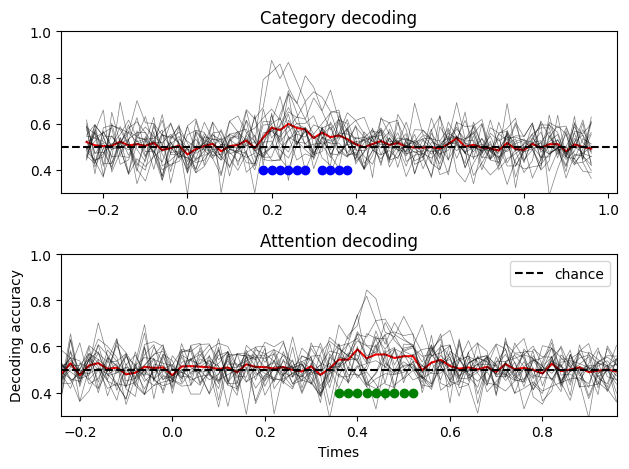 Category decoding
1.0
0.8
0.6
0.4
−0.2 0.0 0.2 0.4 0.6 0.8 1.0
Attention decoding
Decoding accuracy
1.0
0.8
0.6
0.4
chance
−0.2 0.0 0.2 0.4 0.6 0.8
Times